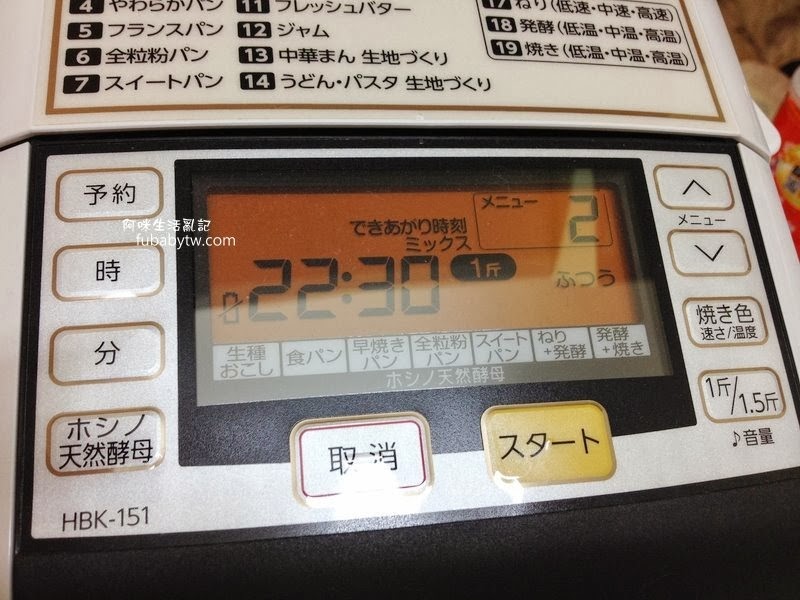 4 やわらかパン 11 フレッシュバター
5 フランスパン 12 ジャム
6 全粒粉パン 13 中華まん 生地づくり
7 スイートパン 14 うどん・パスタ 生地づくり
17 ねり(低速・中速・高速)
18 発酵(低温・中温・高温)
19 焼き(低温・中温・高温)
予約
時
分
ホシノ
天然酵母
HBK-151
阿咪生活亂記
fubabytw.com
できあがり時刻
ミックス
メニュー
2
22:30
1斤
ふつう
生種
おこし
食パン
早焼き
パン
全粒粉
パン
スイート
パン
ねり
+発酵
発酵
+焼き
ホシノ天然酵母
取消
スタート
メニュー
焼き色
速さ/温度
1斤/1.5斤
♪音量